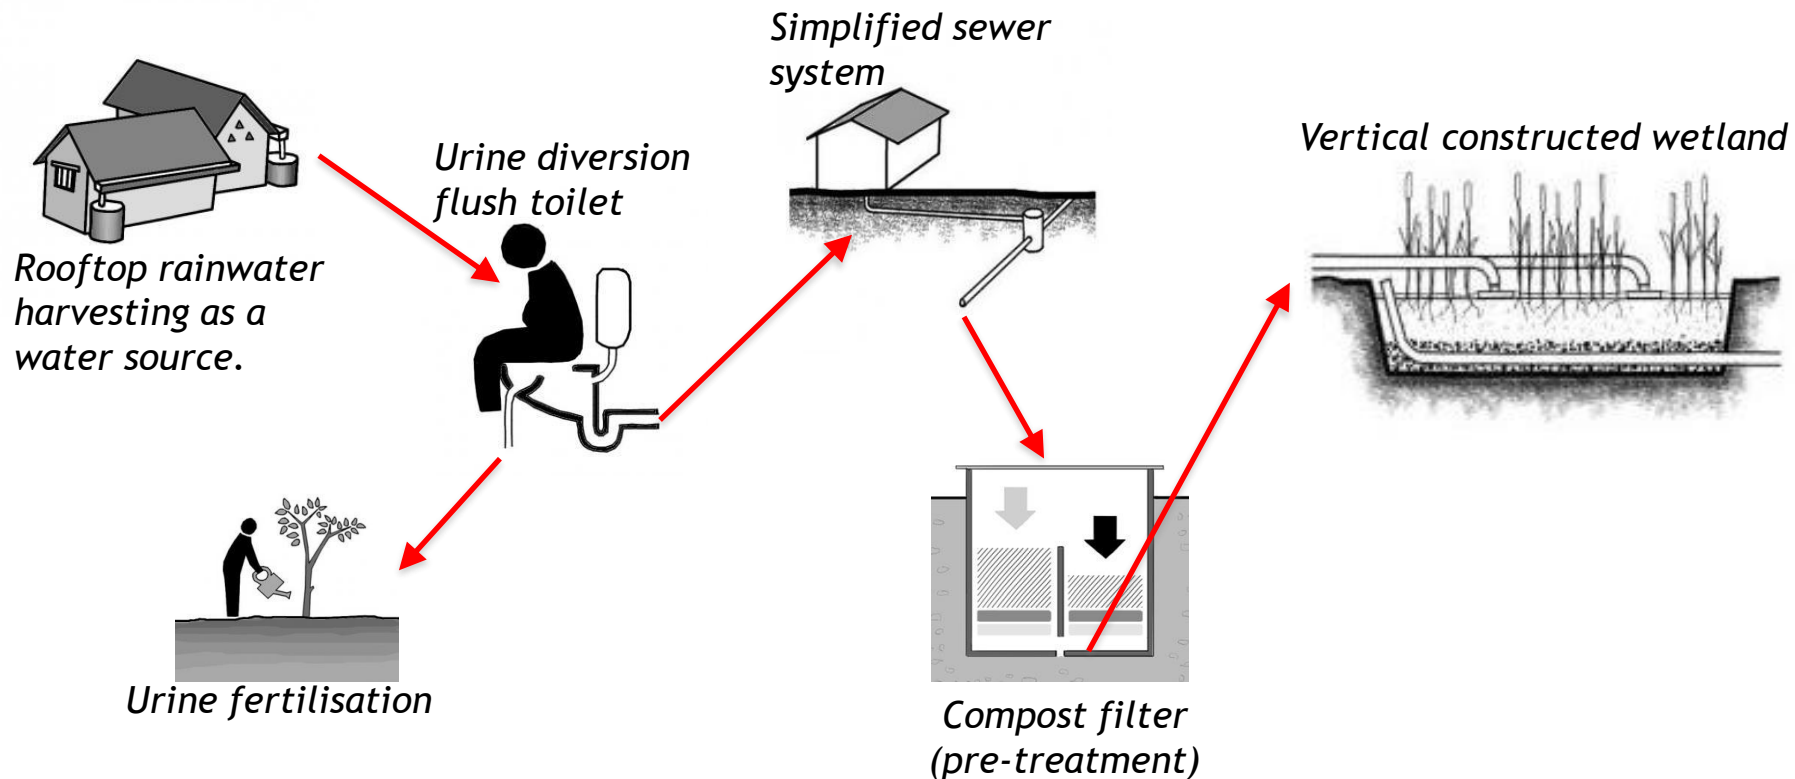 Rooftop rainwater
harvesting as a
water source.
Urine diversion
flush toilet
Urine fertilisation
Simplified sewer
system
Compost filter
(pre-treatment)
Vertical constructed wetland